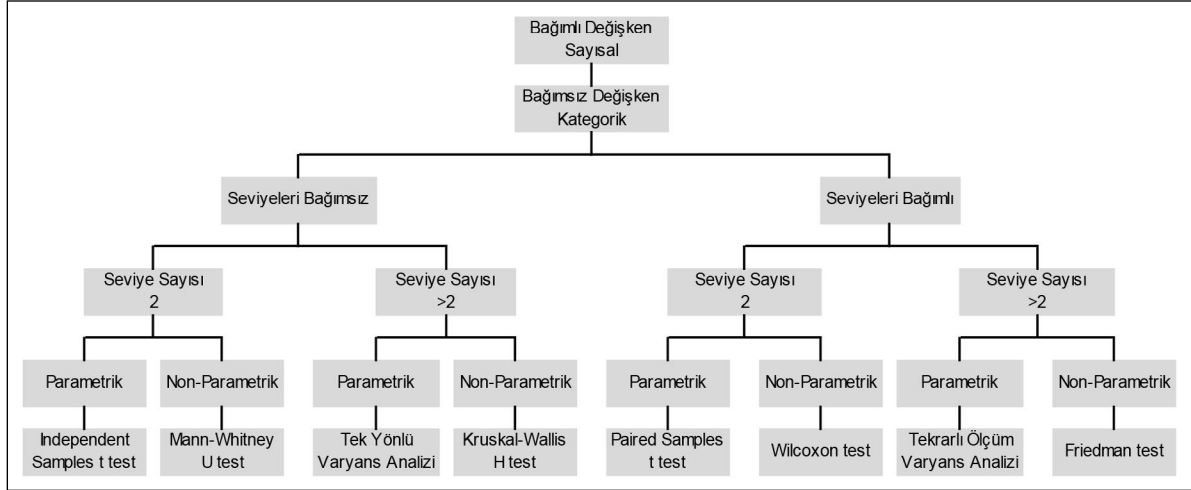 Bağımlı Değişken
Sayısal
Bağımsız Değişken
Kategorik
Seviyeleri Bağımsız
Seviyeleri Bağımlı
Seviye Sayısı
2
Seviye Sayısı
>2
Seviye Sayısı
2
Seviye Sayısı
>2
Parametrik
Non-Parametrik
Parametrik
Non-Parametrik
Parametrik
Non-Parametrik
Parametrik
Non-Parametrik
Independent
Samples t test
Mann-Whitney
U test
Tek Yönlü
Varyans Analizi
Kruskal-Wallis
H test
Paired Samples
t test
Wilcoxon test
Tekrarlı Ölçüm
Varyans Analizi
Friedman test